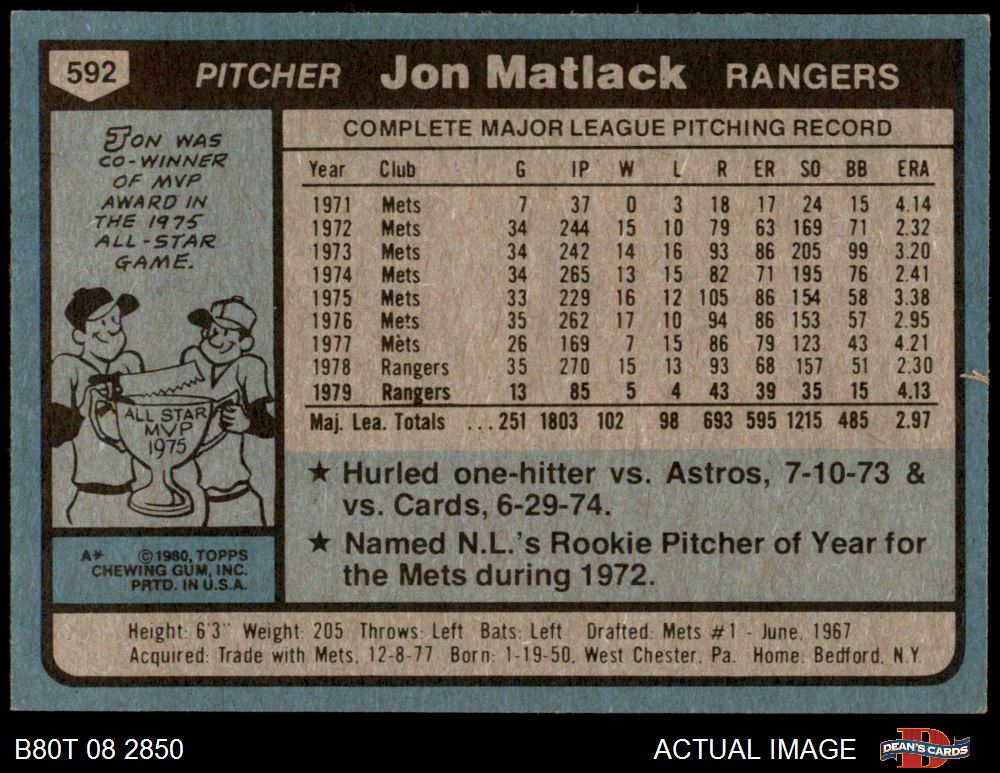 592 PITCHER Jon Matlack RANGERS
JON WAS
CO-WINNER
OF MVP
AWARD IN
THE 1975
ALL-STAR
GAME.
ALL STAR
MVP
1975
A* ©1980, TOPPS
CHEWING GUM, INC.
PRTD. IN U.S.A.
COMPLETE MAJOR LEAGUE PITCHING RECORD
Year Club G IP W L R ER SO BB ERA
1971 Mets 7 37 0 3 18 17 24 15 4.14
1972 Mets 34 244 15 10 79 63 169 71 2.32
1973 Mets 34 242 14 16 93 86 205 99 3.20
1974 Mets 34 265 13 15 82 71 195 76 2.41
1975 Mets 33 229 16 12 105 86 154 58 3.38
1976 Mets 35 262 17 10 94 86 153 57 2.95
1977 Mets 26 169 7 15 86 79 123 43 4.21
1978 Rangers 35 270 15 13 93 68 157 51 2.30
1979 Rangers 13 85 5 4 43 39 35 15 4.13
Maj. Lea. Totals ...251 1803 102 98 693 595 1215 485 2.97
★ Hurled one-hitter vs. Astros, 7-10-73 &
vs. Cards, 6-29-74.
★ Named N.L.'s Rookie Pitcher of Year for
the Mets during 1972.
Height: 6'3" Weight: 205 Throws: Left Bats: Left Drafted: Mets #1 - June, 1967
Acquired: Trade with Mets, 12-8-77 Born: 1-19-50, West Chester, Pa. Home: Bedford, N.Y.
B80T 08 2850 ACTUAL IMAGE DEAN'S CARDS